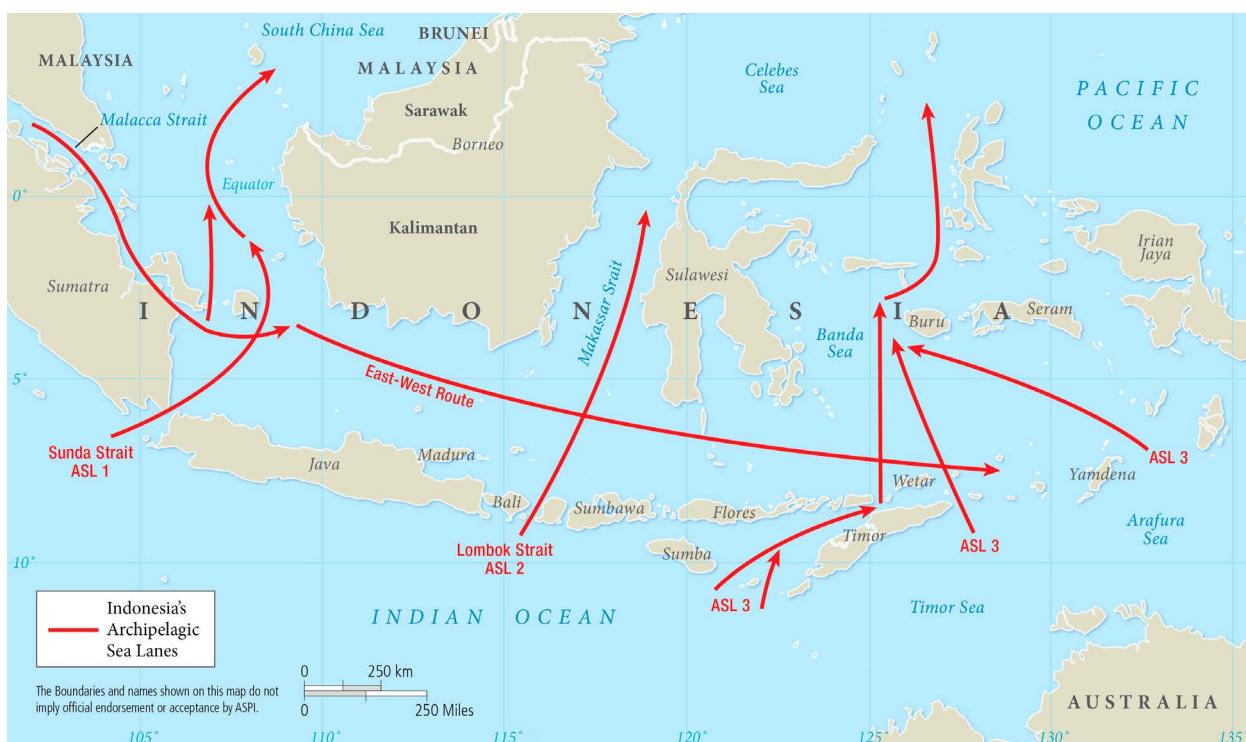 South China Sea
BRUNEI
MALAYSIA
MALAYSIA
Celebes
Sea
PACIFIC
OCEAN
Sarawak
Malacca Strait
Borneo
Equator
0°
Kalimantan
Irian
Jaya
Sumatra
Sulawesi
Makassar Srait
INDONESIA
Buru
Seram
Banda
Sea
5°
East-West Route
Sunda Strait
ASL 1
Java
Madura
ASL 3
Wetar
Yamdena
Bali
Sumbawa
Flores
Timor
Arafura
Sea
Lombok Strait
ASL 2
Sumba
ASL 3
10°
ASL 3
Timor Sea
INDIAN OCEAN
Indonesia's
Archipelagic
Sea Lanes
0 250 km
0 250 Miles
The Boundaries and names shown on this map do not
imply official endorsement or acceptance by ASPI.
AUSTRALIA
105° 110° 115° 120° 125° 130° 135°